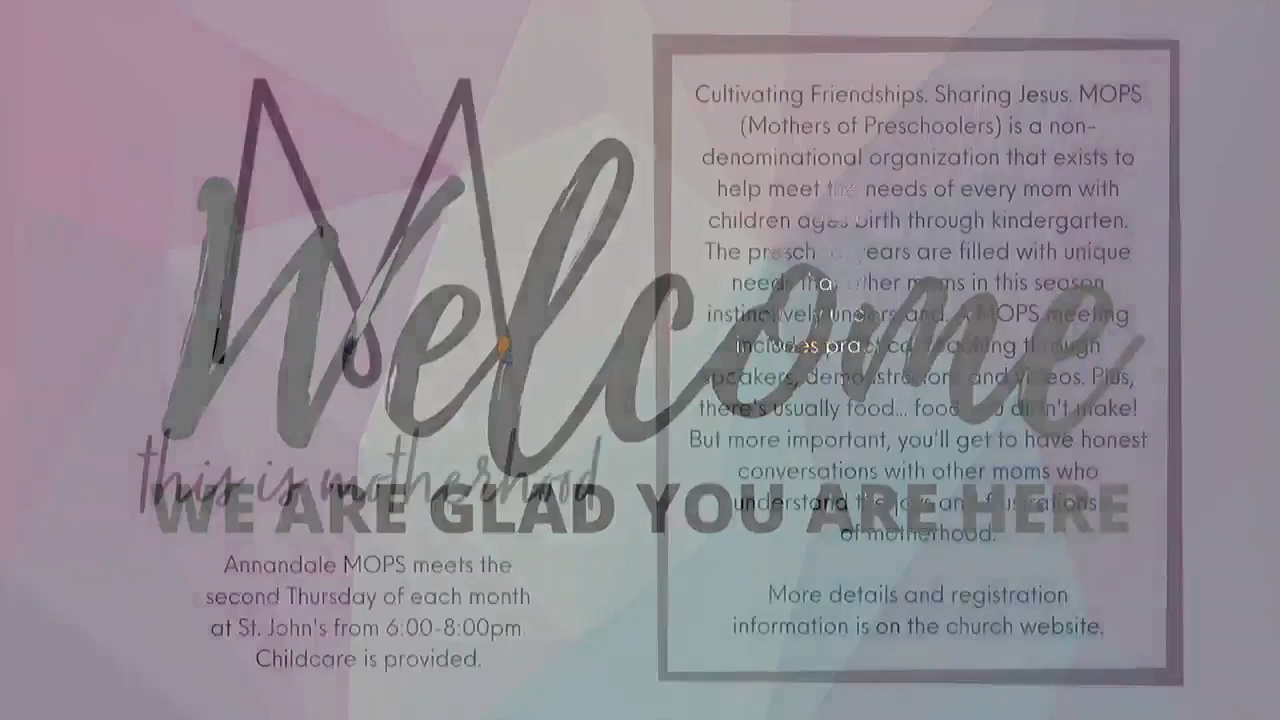 Welcome
WE ARE GLAD YOU ARE HERE
M
this is motherhood
Annandale MOPS meets the
second Thursday of each month
at St. John's from 6:00-8:00pm.
Childcare is provided.
Cultivating Friendships. Sharing Jesus. MOPS
(Mothers of Preschoolers) is a non-
denominational organization that exists to
help meet the needs of every mom with
children ages birth through kindergarten.
The preschool years are filled with unique
needs that other moms in this season
instinctively understand. A MOPS meeting
includes practical teaching through
speakers, demonstrations and videos. Plus,
there's usually food... food you didn't make!
But more important, you'll get to have honest
conversations with other moms who
understand the joys and frustrations
of motherhood.
More details and registration
information is on the church website.